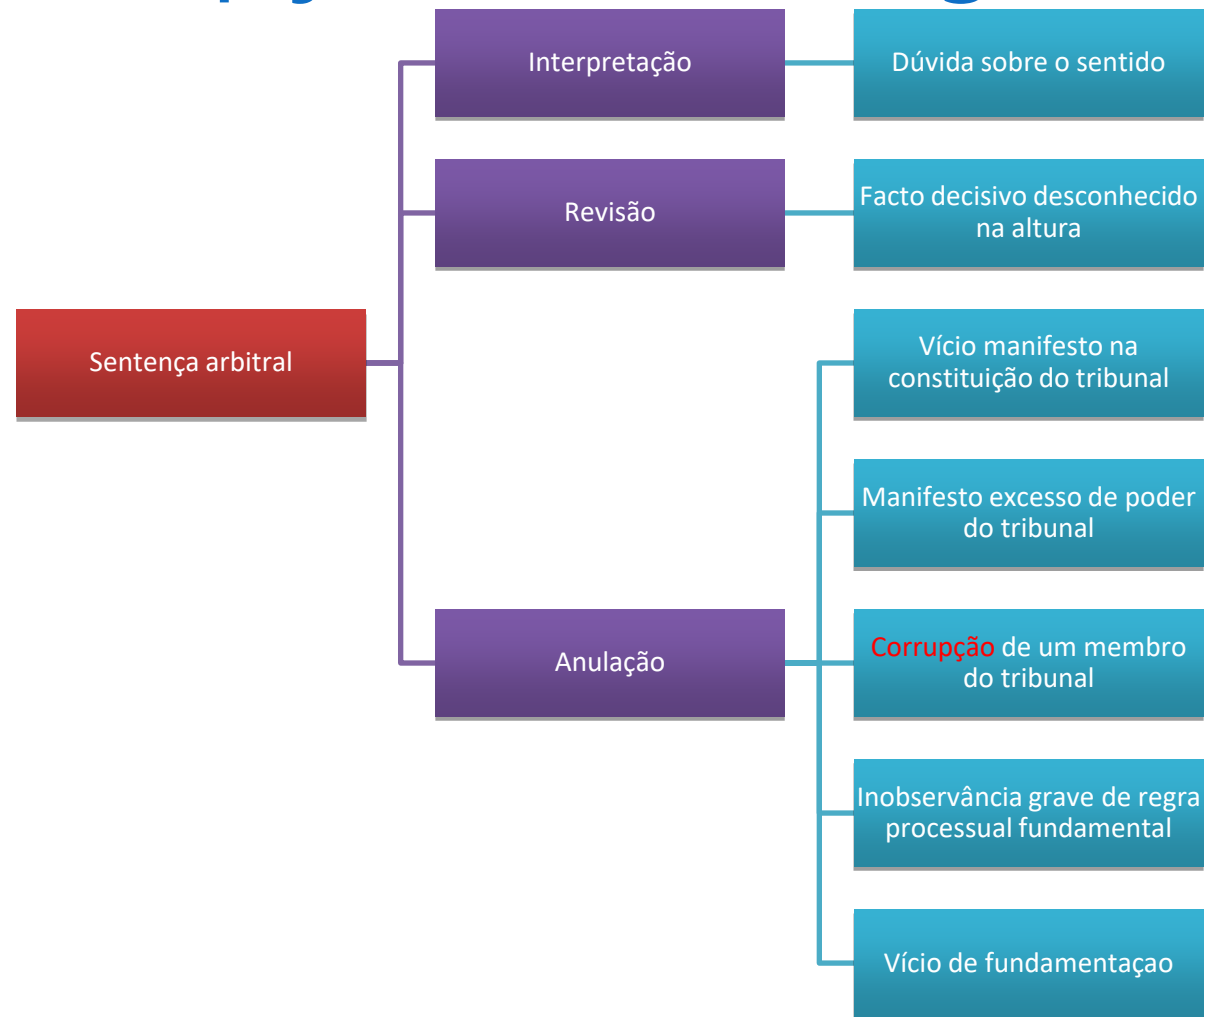 Interpretação
Dúvida sobre o sentido
Revisão
Facto decisivo desconhecido
na altura
Sentença arbitral
Vício manifesto na
constituição do tribunal
Manifesto excesso de poder
do tribunal
Anulação
Corrupção de um membro
do tribunal
Inobservância grave de regra
processual fundamental
Vício de fundamentaçao